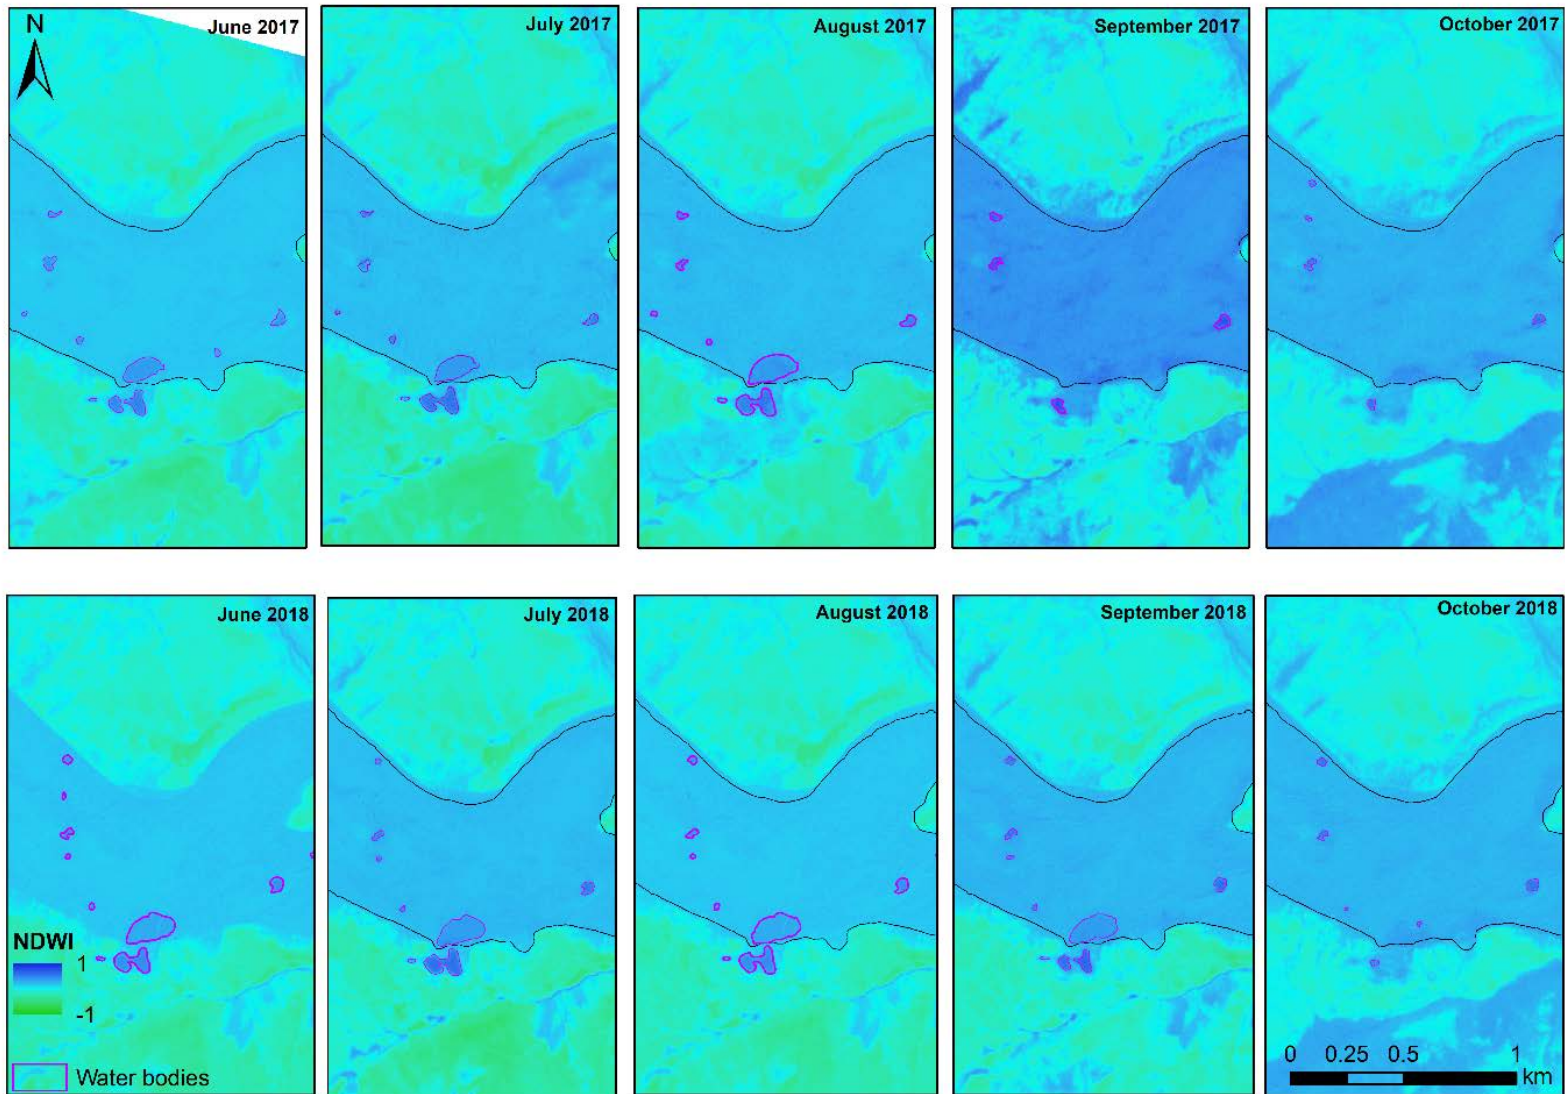 June 2017
July 2017
August 2017
September 2017
October 2017
N
June 2018
July 2018
August 2018
September 2018
October 2018
NDWI
1
-1
Water bodies
0 0.25 0.5 1
km